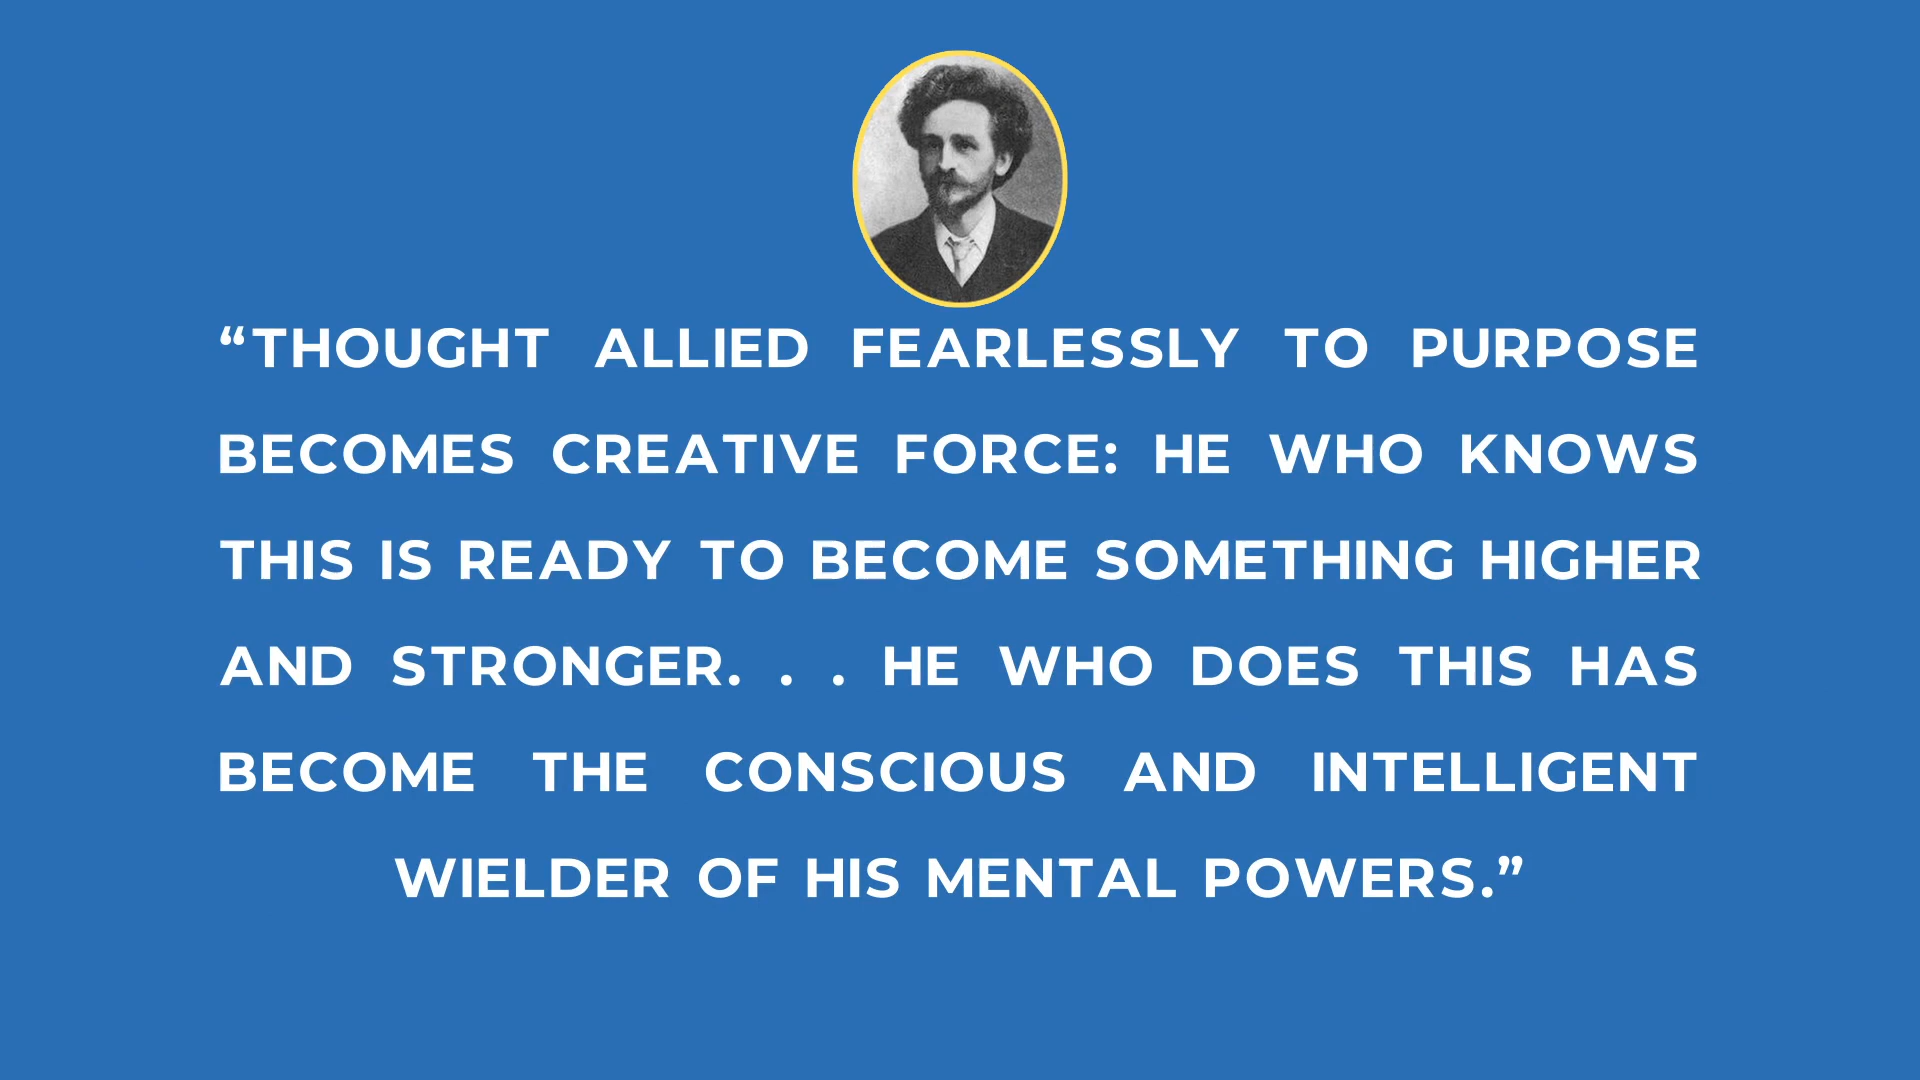 “THOUGHT ALLIED FEARLESSLY TO PURPOSE
BECOMES CREATIVE FORCE: HE WHO KNOWS
THIS IS READY TO BECOME SOMETHING HIGHER
AND STRONGER. . . HE WHO DOES THIS HAS
BECOME THE CONSCIOUS AND INTELLIGENT
WIELDER OF HIS MENTAL POWERS.”